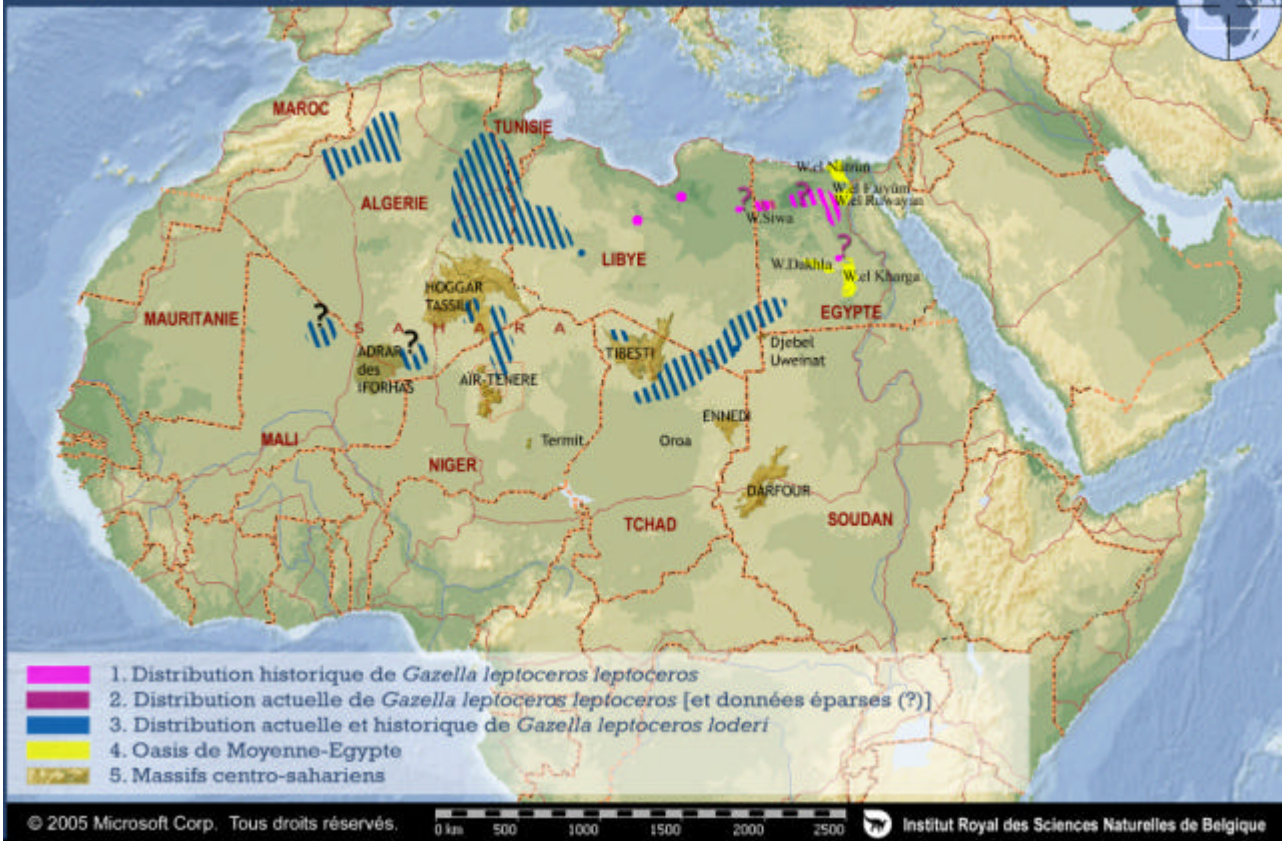 MAROC
TUNISIE
W.el Natrun
ALGERIE
?
?
W.el Faiyûm
W.el Ruwayan
W.Siwa
?
LIBYE
W.Dakhla
W.el Kharga
HOGGAR
TASSILI
MAURITANIE
?
SAHARA
EGYPTE
?
ADRAR
des
IFORHAS
TIBESTI
Djebel
Uweinat
AÏR-TENERE
ENNEDI
MALI
Termit
Oroa
NIGER
DARFOUR
TCHAD
SOUDAN
1. Distribution historique de Gazella leptoceros leptoceros
2. Distribution actuelle de Gazella leptoceros leptoceros [et données éparses (?)]
3. Distribution actuelle et historique de Gazella leptoceros loderi
4. Oasis de Moyenne-Egypte
5. Massifs centro-sahariens
© 2005 Microsoft Corp. Tous droits réservés.
0 km 500 1000 1500 2000 2500
Institut Royal des Sciences Naturelles de Belgique